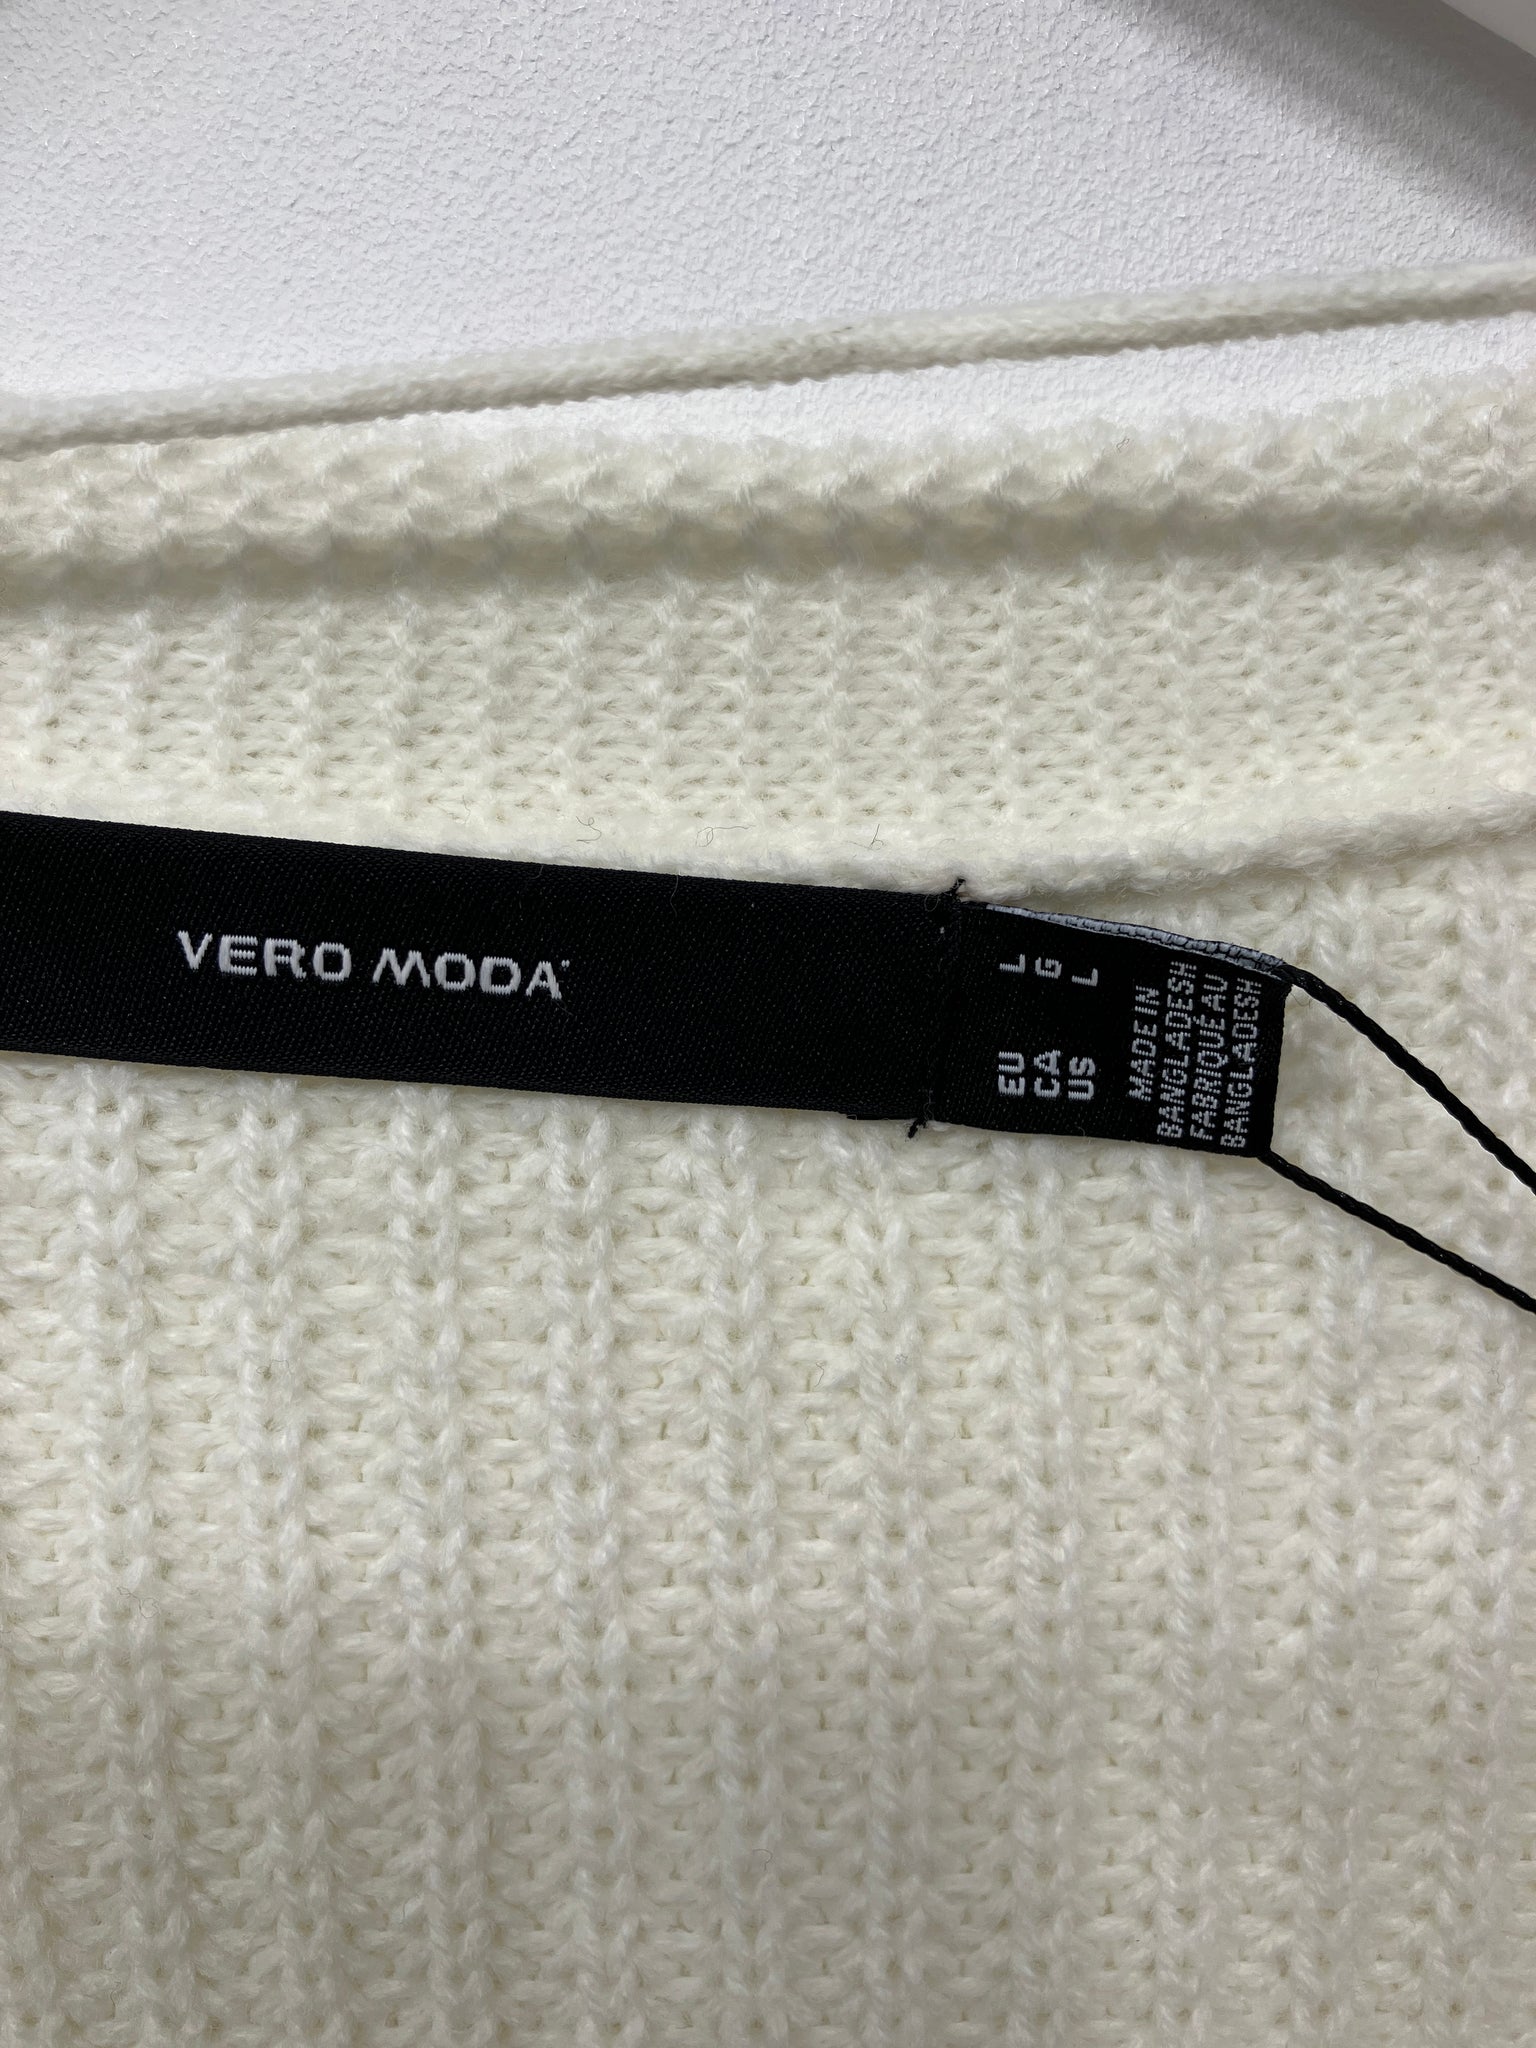 VERO MODA
EU L
CA G
US L
MADE IN
BANGLADESH
FABRIQUÉ AU
BANGLADESH